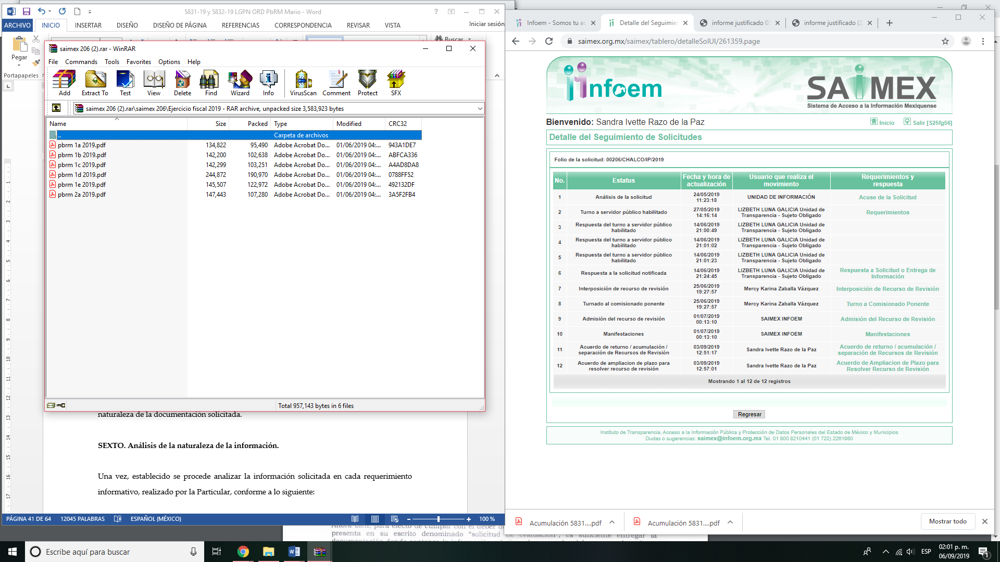 5831-19 y 5832-19 LGPN ORD PbRM Mario - Word
ARCHIVO INICIO INSERTAR DISEÑO DISEÑO DE PÁGINA REFERENCIAS CORRESPONDENCIA REVISAR VISTA Iniciar sesión
Pegar
Buscar
Portapapeles
saimex 206 (2).rar - WinRAR
File Commands Tools Favorites Options Help
Add Extract To Test View Delete Find Wizard Info VirusScan Comment Protect SFX
saimex 206 (2).rar\saimex 206\Ejercicio fiscal 2019 - RAR archive, unpacked size 3,583,923 bytes
Name Size Packed Type Modified CRC32
.. Carpeta de archivos
pbrm 1a 2019.pdf 134,822 95,490 Adobe Acrobat Do... 01/06/2019 04:... 943A1DE7
pbrm 1b 2019.pdf 142,200 102,638 Adobe Acrobat Do... 01/06/2019 04:... ABFCA336
pbrm 1c 2019.pdf 142,299 103,251 Adobe Acrobat Do... 01/06/2019 04:... A4AD8DA8
pbrm 1d 2019.pdf 244,872 190,970 Adobe Acrobat Do... 01/06/2019 04:... 0788FF52
pbrm 1e 2019.pdf 145,507 122,972 Adobe Acrobat Do... 01/06/2019 04:... 492132DF
pbrm 2a 2019.pdf 147,443 107,280 Adobe Acrobat Do... 01/06/2019 04:... 3A5F2FB4
Total 957,143 bytes in 6 files
naturaleza de la documentación solicitada.
SEXTO. Análisis de la naturaleza de la información.
Una vez, establecido se procede analizar la información solicitada en cada requerimiento
informativo, realizado por la Particular, conforme a lo siguiente:
PÁGINA 41 DE 64 12045 PALABRAS ESPAÑOL (MÉXICO) 100 %
presenta en su escrito denominado "solicitud de evaluación", es suficiente entregar la
Infoem - Somos tu ac Detalle del Seguimie informe justificado 05 informe justificado (2
saimex.org.mx/saimex/tablero/detalleSolUI/261359.page
infoem
SAIMEX
Sistema de Acceso a la Información Mexiquense
Bienvenido: Sandra Ivette Razo de la Paz Inicio Salir [S25fg56]
Detalle del Seguimiento de Solicitudes
Folio de la solicitud: 00206/CHALCO/IP/2019
No. Estatus Fecha y hora de actualización Usuario que realiza el movimiento Requerimientos y respuesta
1 Análisis de la solicitud 24/05/2019 11:23:18 UNIDAD DE INFORMACIÓN Acuse de la Solicitud
2 Turno a servidor público habilitado 27/05/2019 14:16:14 LIZBETH LUNA GALICIA Unidad de Transparencia - Sujeto Obligado Requerimientos
3 Respuesta del turno a servidor público habilitado 14/06/2019 21:00:49 LIZBETH LUNA GALICIA Unidad de Transparencia - Sujeto Obligado
4 Respuesta del turno a servidor público habilitado 14/06/2019 21:01:02 LIZBETH LUNA GALICIA Unidad de Transparencia - Sujeto Obligado
5 Respuesta del turno a servidor público habilitado 14/06/2019 21:01:23 LIZBETH LUNA GALICIA Unidad de Transparencia - Sujeto Obligado
6 Respuesta a la solicitud notificada 14/06/2019 21:24:45 LIZBETH LUNA GALICIA Unidad de Transparencia - Sujeto Obligado Respuesta a Solicitud o Entrega de Información
7 Interposición de recurso de revisión 25/06/2019 19:27:57 Mercy Karina Zaballa Vázquez Interposición de Recurso de Revisión
8 Turnado al comisionado ponente 25/06/2019 19:27:57 Mercy Karina Zaballa Vázquez Turno a Comisionado Ponente
9 Admisión del recurso de revisión 01/07/2019 00:13:10 SAIMEX INFOEM Admisión del Recurso de Revisión
10 Manifestaciones 01/07/2019 00:13:10 SAIMEX INFOEM Manifestaciones
11 Acuerdo de returno / acumulación / separación de Recursos de Revisión 03/09/2019 12:51:17 Sandra Ivette Razo de la Paz Acuerdo de returno / acumulación / separación de Recursos de Revisión
12 Acuerdo de ampliacion de plazo para resolver recurso de revisión 03/09/2019 12:57:01 Sandra Ivette Razo de la Paz Acuerdo de Ampliacion de Plazo para Resolver Recurso de Revisión
Mostrando 1 al 12 de 12 registros
Regresar
Instituto de Transparencia, Acceso a la Información Pública y Protección de Datos Personales del Estado de México y Municipios
Dudas o sugerencias: saimex@infoem.org.mx Tel. 01 800 8210441 (01 722) 2261980
Acumulación 5831....pdf Acumulación 5831....pdf Mostrar todo
Escribe aquí para buscar
ESP 02:01 p. m.
06/09/2019
1